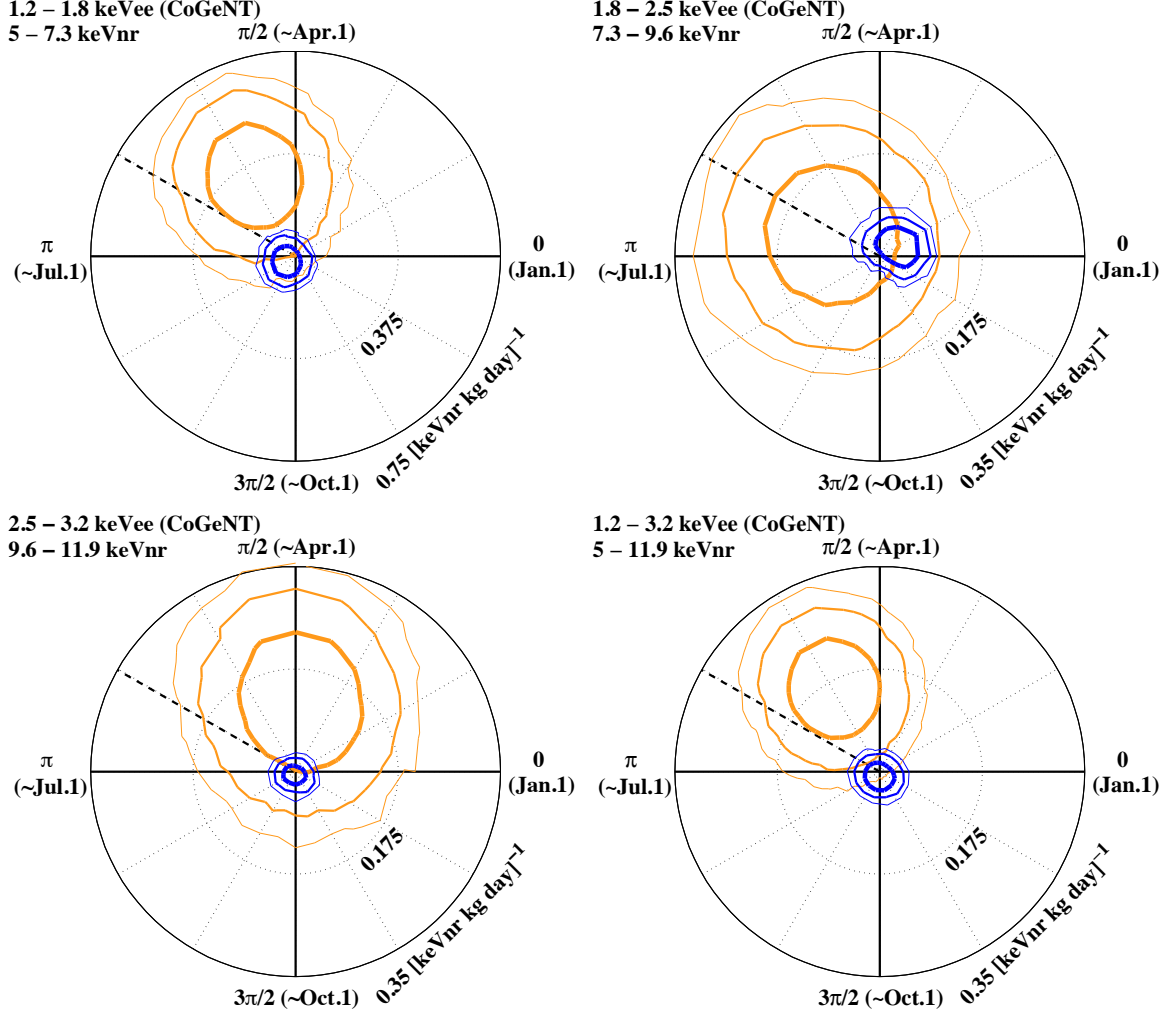 1.2 – 1.8 keVee (CoGeNT)
5 – 7.3 keVnr
π/2 (~Apr.1)
π
(~Jul.1)
0
(Jan.1)
0.375
0.75 [keVnr kg day]⁻¹
3π/2 (~Oct.1)
1.8 – 2.5 keVee (CoGeNT)
7.3 – 9.6 keVnr
π/2 (~Apr.1)
π
(~Jul.1)
0
(Jan.1)
0.175
0.35 [keVnr kg day]⁻¹
3π/2 (~Oct.1)
2.5 – 3.2 keVee (CoGeNT)
9.6 – 11.9 keVnr
π/2 (~Apr.1)
π
(~Jul.1)
0
(Jan.1)
0.175
0.35 [keVnr kg day]⁻¹
3π/2 (~Oct.1)
1.2 – 3.2 keVee (CoGeNT)
5 – 11.9 keVnr
π/2 (~Apr.1)
π
(~Jul.1)
0
(Jan.1)
0.175
0.35 [keVnr kg day]⁻¹
3π/2 (~Oct.1)